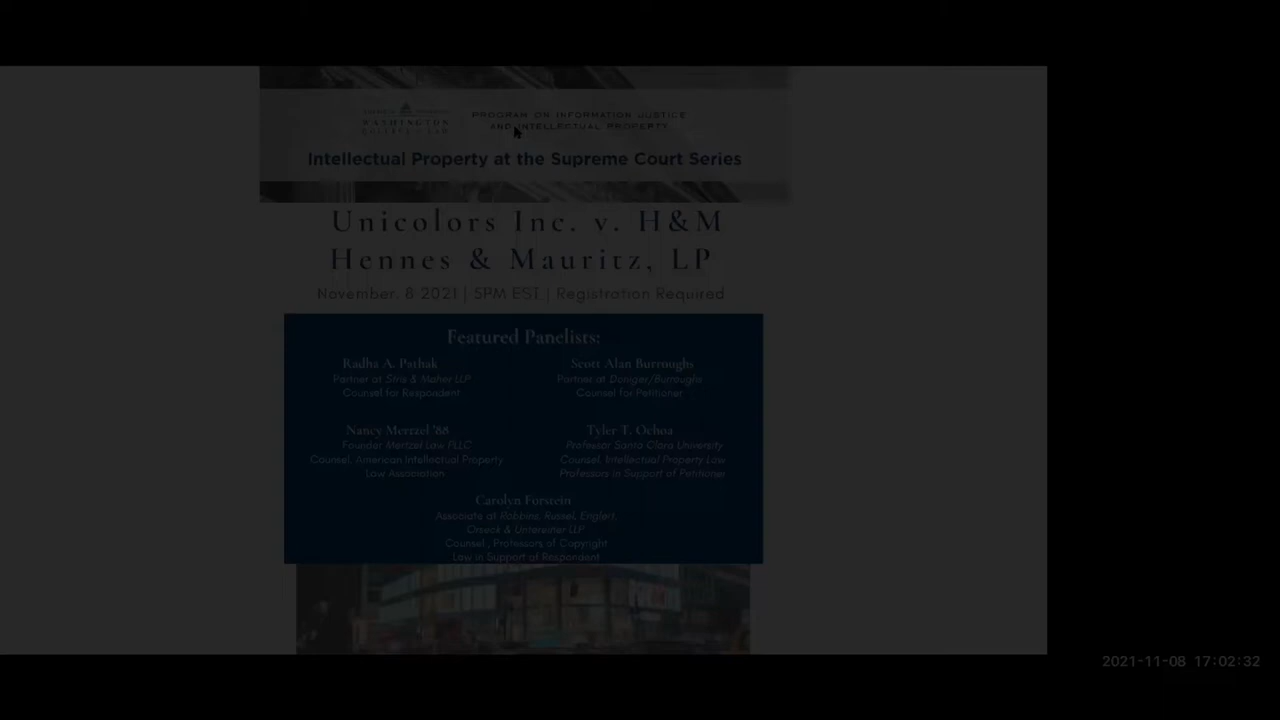 WASHINGTON
COLLEGE OF LAW
PROGRAM ON INFORMATION JUSTICE
AND INTELLECTUAL PROPERTY
Intellectual Property at the Supreme Court Series
Unicolors Inc. v. H&M
Hennes & Mauritz, LP
November, 8 2021 | 5PM EST | Registration Required
Featured Panelists:
Radha A. Pathak
Partner at Stris & Maher LLP
Counsel for Respondent
Scott Alan Burroughs
Partner at Doniger/Burroughs
Counsel for Petitioner
Nancy Mertzel '88
Founder Mertzel Law PLLC
Counsel, American Intellectual Property
Law Association
Tyler T. Ochoa
Professor Santa Clara University
Counsel, Intellectual Property Law
Professors in Support of Petitioner
Carolyn Forstein
Associate at Robbins, Russel, Englert,
Orseck & Untereiner LLP
Counsel , Professors of Copyright
Law in Support of Respondent
2021-11-08 17:02:32